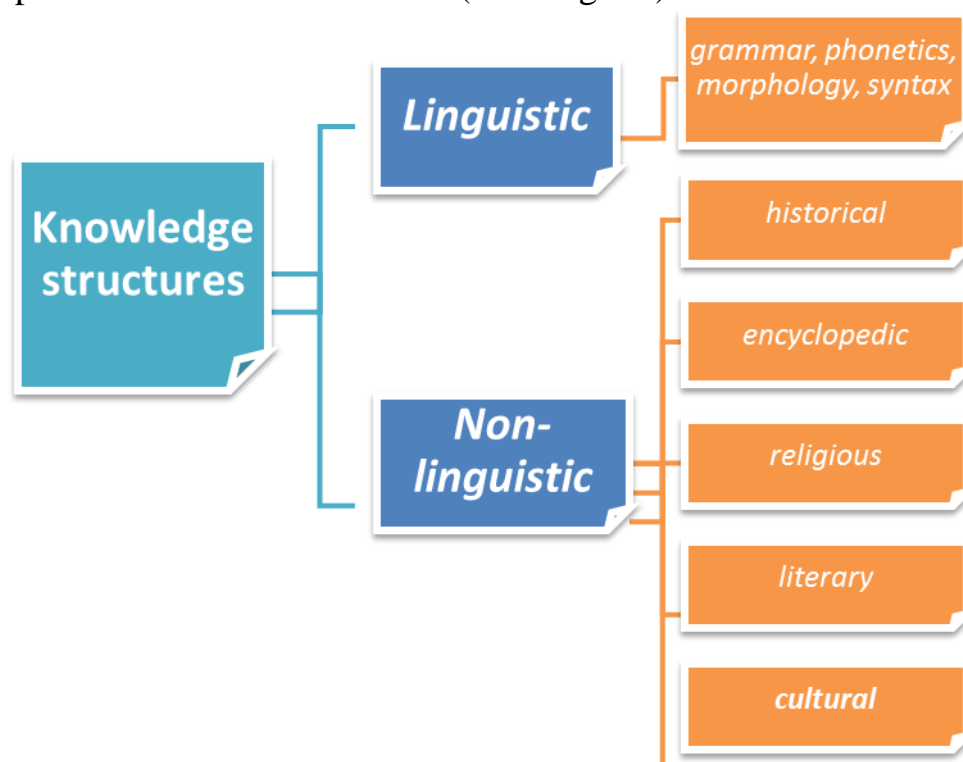 Knowledge
structures
Linguistic
grammar, phonetics,
morphology, syntax
Non-
linguistic
historical
encyclopedic
religious
literary
cultural